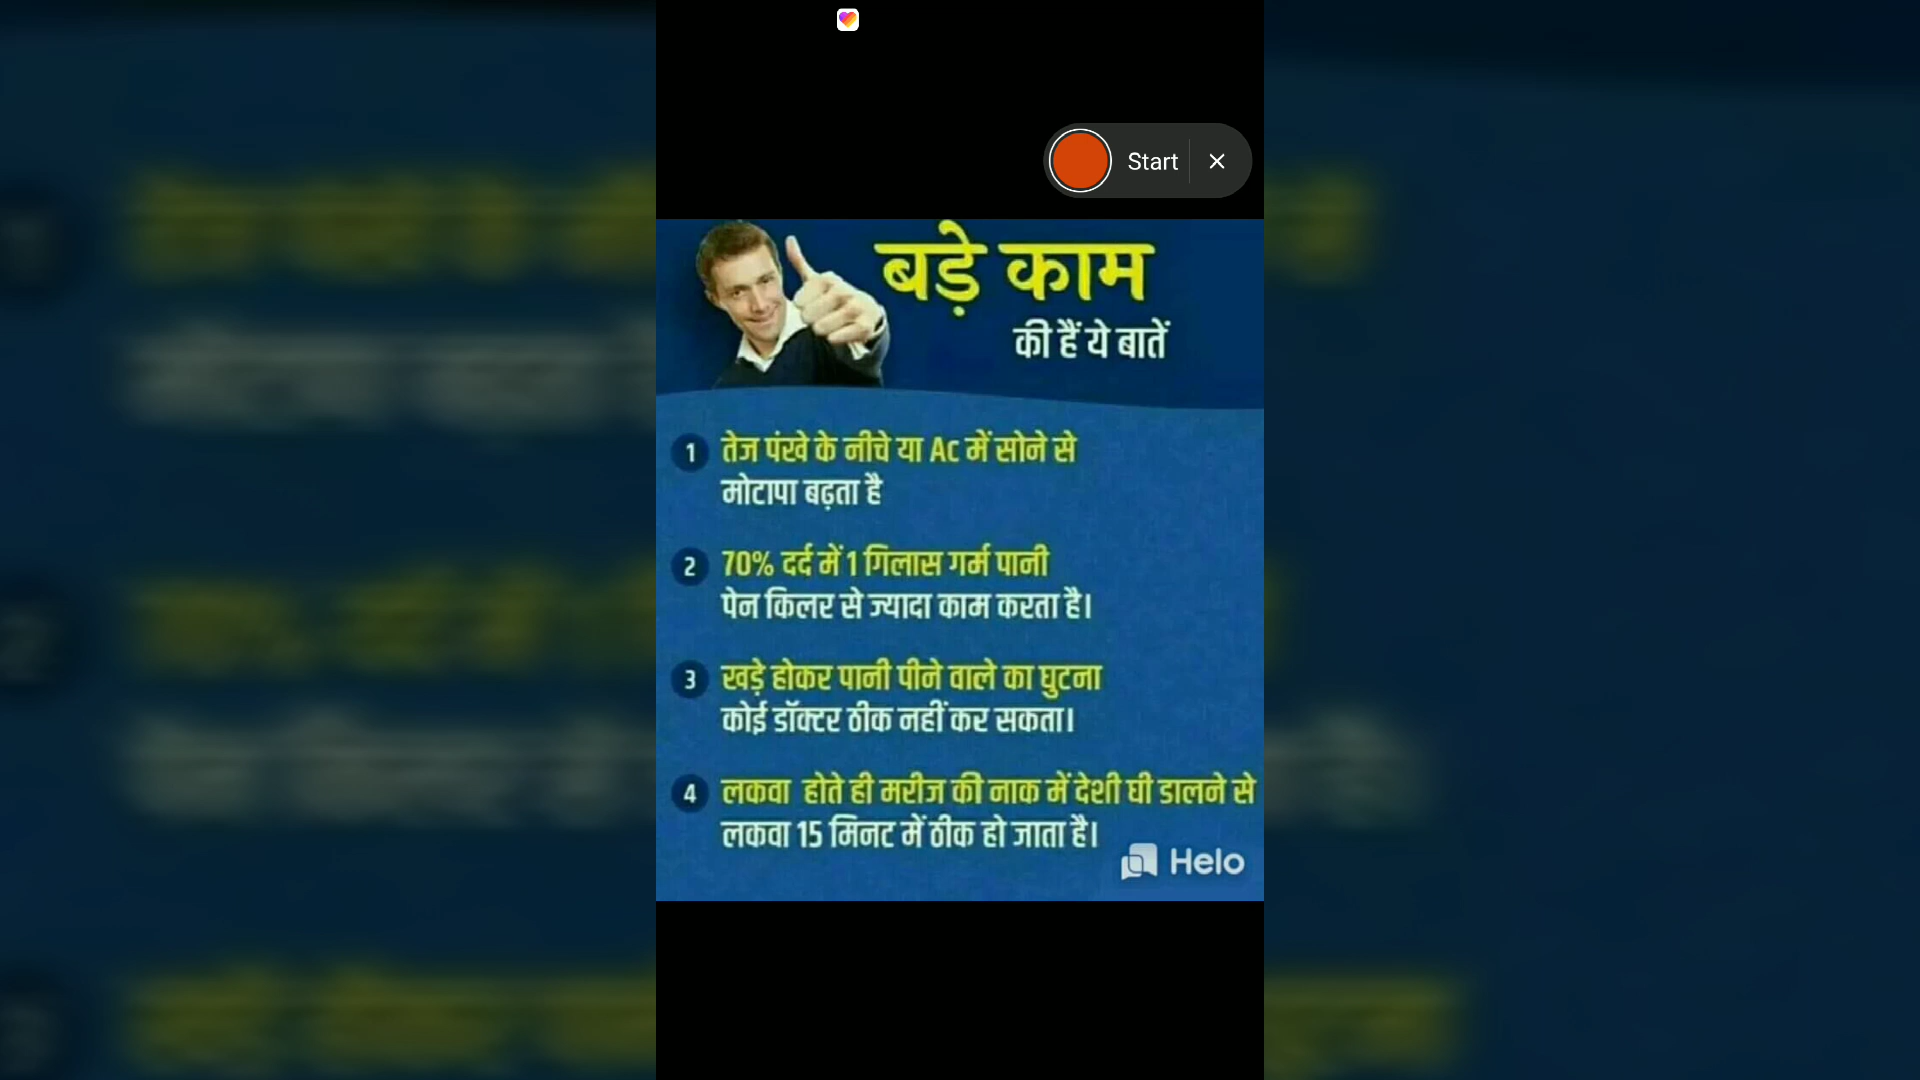 Start
बड़े काम
की हैं ये बातें
1 तेज पंखे के नीचे या Ac में सोने से
मोटापा बढ़ता है
2 70% दर्द में 1 गिलास गर्म पानी
पेन किलर से ज्यादा काम करता है।
3 खड़े होकर पानी पीने वाले का घुटना
कोई डॉक्टर ठीक नहीं कर सकता।
4 लकवा होते ही मरीज की नाक में देशी घी डालने से
लकवा 15 मिनट में ठीक हो जाता है।
Helo